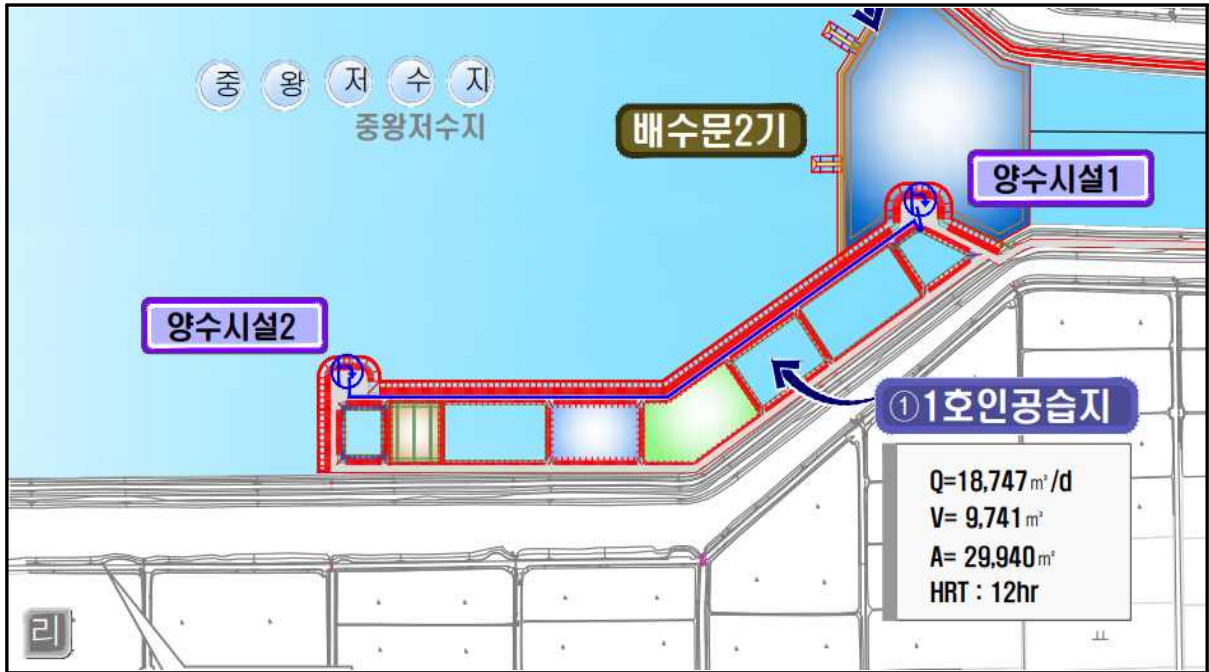 중 왕 저 수 지
중왕저수지
배수문2기
양수시설1
양수시설2
①1호인공습지
Q=18,747㎥/d
V= 9,741㎥
A= 29,940㎡
HRT : 12hr
리